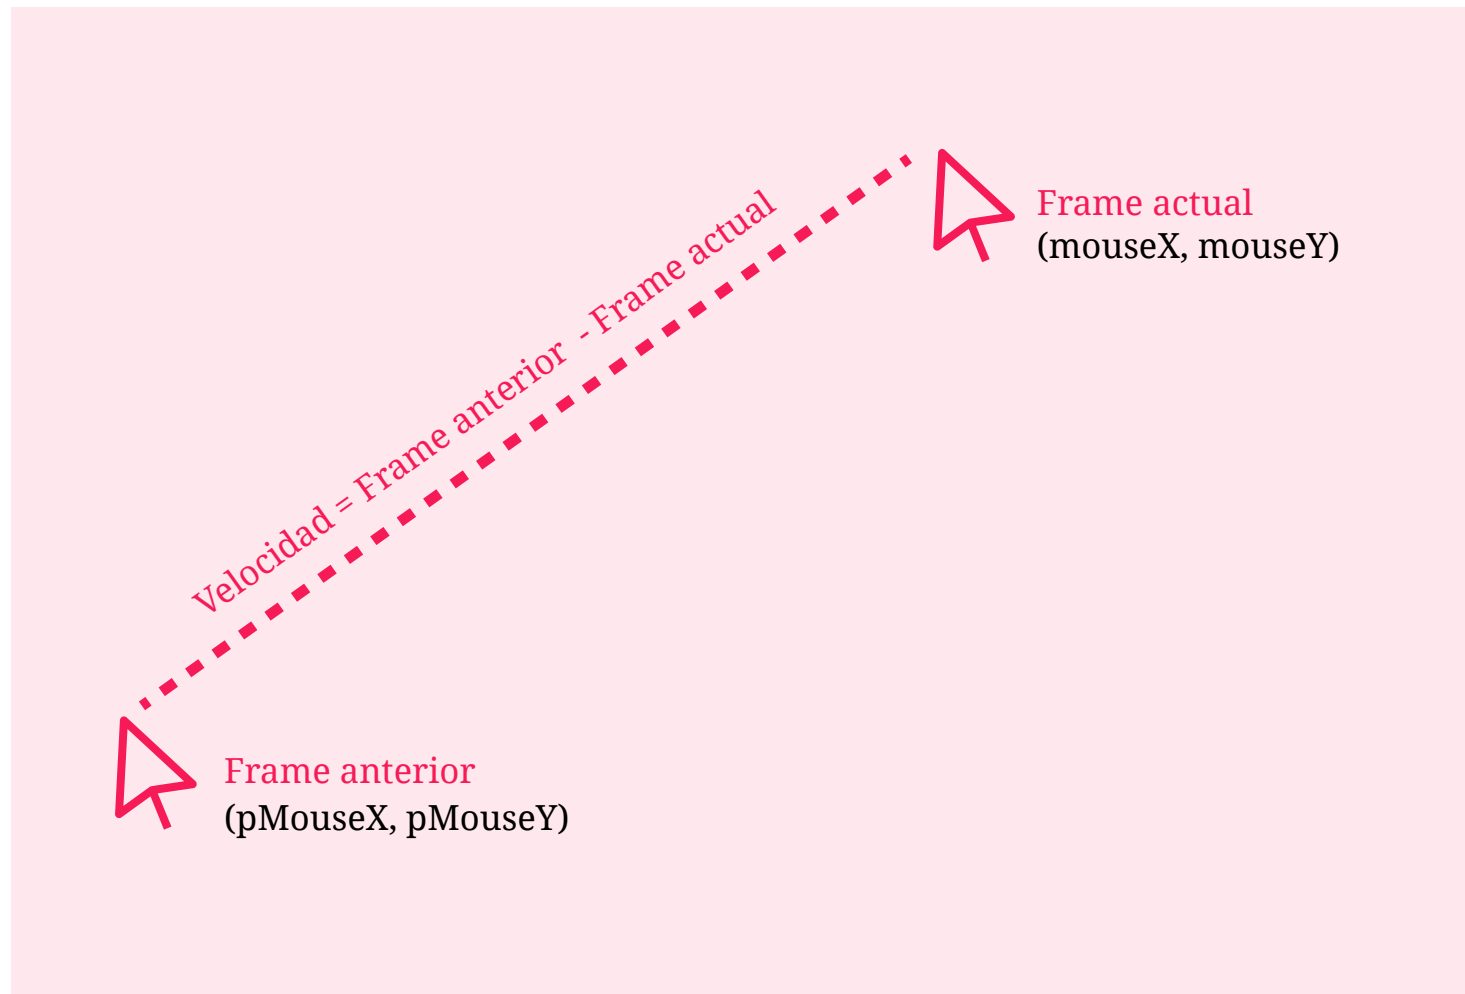 Frame actual
(mouseX, mouseY)
Velocidad = Frame anterior - Frame actual
Frame anterior
(pMouseX, pMouseY)